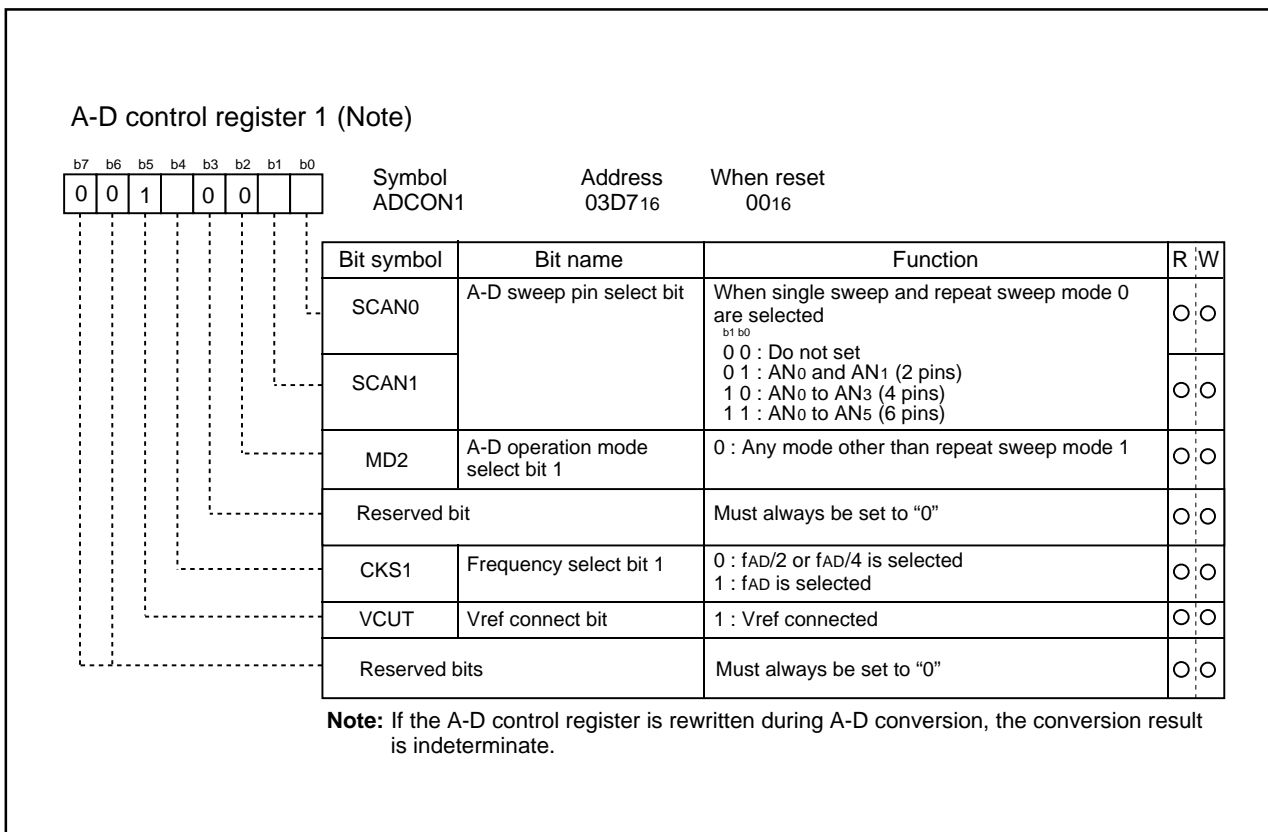 A-D control register 1 (Note)
b7 b6 b5 b4 b3 b2 b1 b0
0 0 1 0 0
Symbol Address When reset
ADCON1 03D716 0016
Bit symbol Bit name Function R W
SCAN0 A-D sweep pin select bit When single sweep and repeat sweep mode 0
are selected
b1 b0
0 0 : Do not set
SCAN1 0 1 : AN0 and AN1 (2 pins)
1 0 : AN0 to AN3 (4 pins)
1 1 : AN0 to AN5 (6 pins)
MD2 A-D operation mode 0 : Any mode other than repeat sweep mode 1
select bit 1
Reserved bit Must always be set to “0”
CKS1 Frequency select bit 1 0 : fAD/2 or fAD/4 is selected
1 : fAD is selected
VCUT Vref connect bit 1 : Vref connected
Reserved bits Must always be set to “0”
Note: If the A-D control register is rewritten during A-D conversion, the conversion result
is indeterminate.